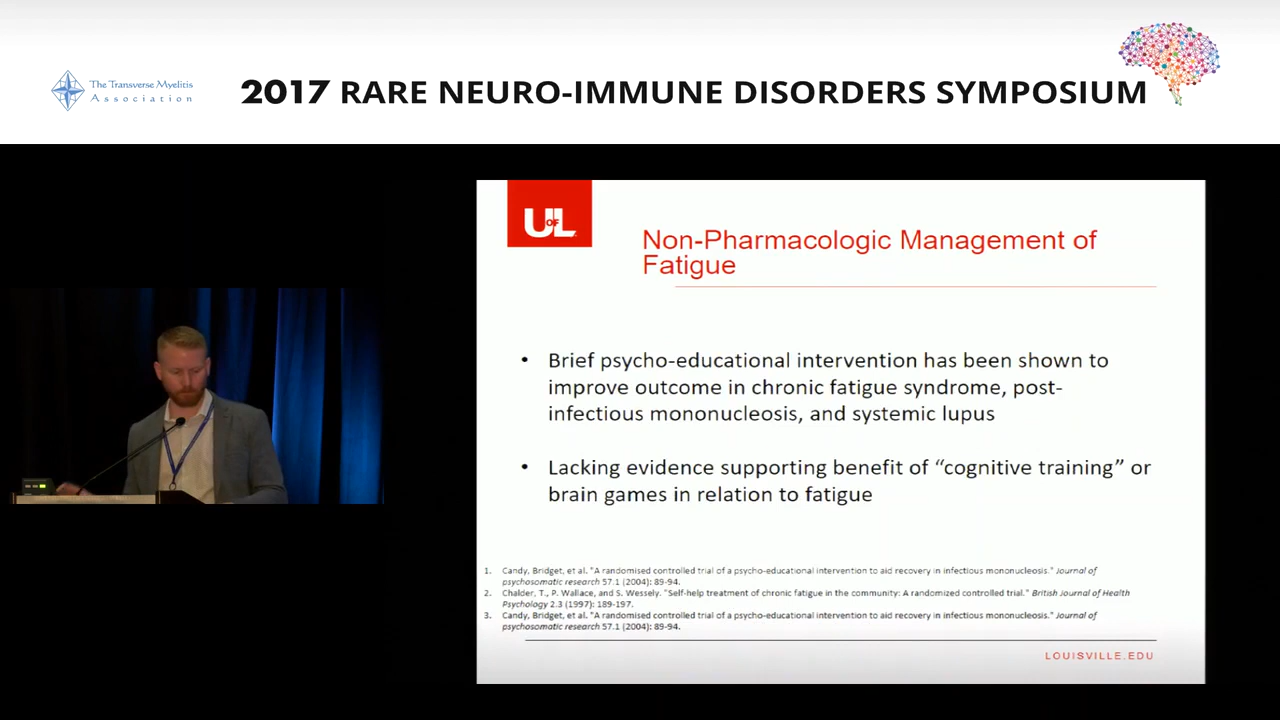 The Transverse Myelitis
Association
2017 RARE NEURO-IMMUNE DISORDERS SYMPOSIUM
UOFL
Non-Pharmacologic Management of
Fatigue
• Brief psycho-educational intervention has been shown to
improve outcome in chronic fatigue syndrome, post-
infectious mononucleosis, and systemic lupus
• Lacking evidence supporting benefit of “cognitive training” or
brain games in relation to fatigue
1. Candy, Bridget, et al. "A randomised controlled trial of a psycho-educational intervention to aid recovery in infectious mononucleosis." Journal of
psychosomatic research 57.1 (2004): 89-94.
2. Chalder, T., P. Wallace, and S. Wessely. "Self-help treatment of chronic fatigue in the community: A randomized controlled trial." British Journal of Health
Psychology 2.3 (1997): 189-197.
3. Candy, Bridget, et al. "A randomised controlled trial of a psycho-educational intervention to aid recovery in infectious mononucleosis." Journal of
psychosomatic research 57.1 (2004): 89-94.
LOUISVILLE.EDU